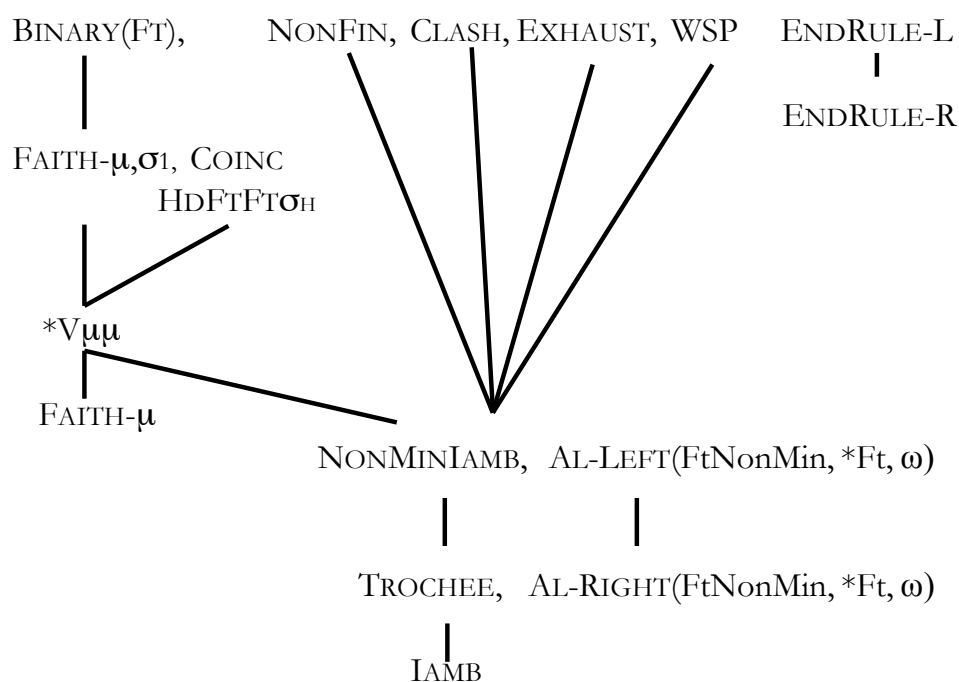 BINARY(FT), NONFIN, CLASH, EXHAUST, WSP ENDRULE-L
ENDRULE-R
FAITH-μ,σ1, COINC
HDFTFTσH
*Vμμ
FAITH-μ
NONMINIAMB, AL-LEFT(FtNonMin, *Ft, ω)
TROCHEE, AL-RIGHT(FtNonMin, *Ft, ω)
IAMB